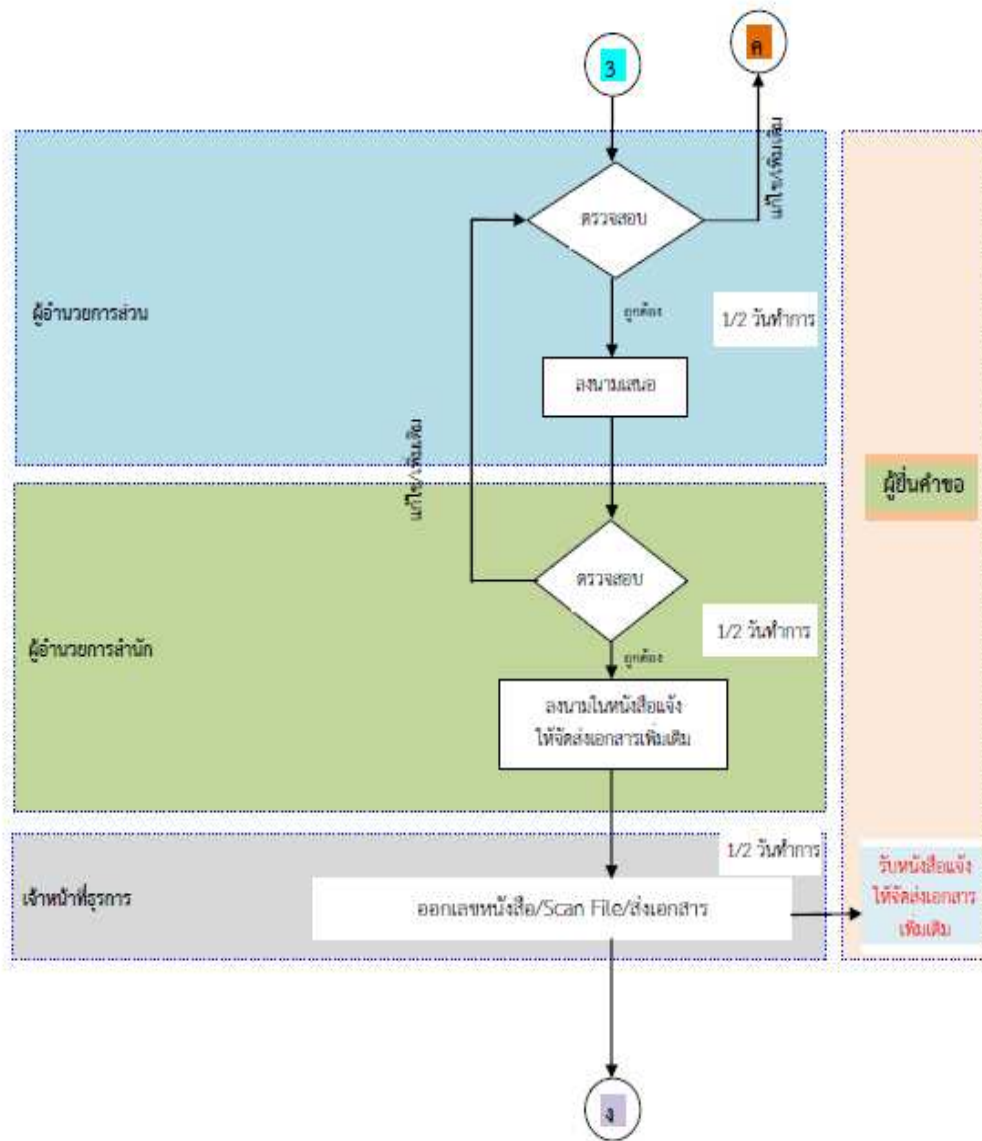 3
ค
แก้ไข/เพิ่มเติม
ตรวจสอบ
ผู้อำนวยการส่วน
ถูกต้อง
1/2 วันทำการ
ลงนามเสนอ
แก้ไข/เพิ่มเติม
ผู้ยื่นคำขอ
ตรวจสอบ
1/2 วันทำการ
ผู้อำนวยการสำนัก
ถูกต้อง
ลงนามในหนังสือแจ้ง
ให้จัดส่งเอกสารเพิ่มเติม
1/2 วันทำการ
เจ้าหน้าที่ธุรการ
ออกเลขหนังสือ/Scan File/ส่งเอกสาร
รับหนังสือแจ้ง
ให้จัดส่งเอกสาร
เพิ่มเติม
ง